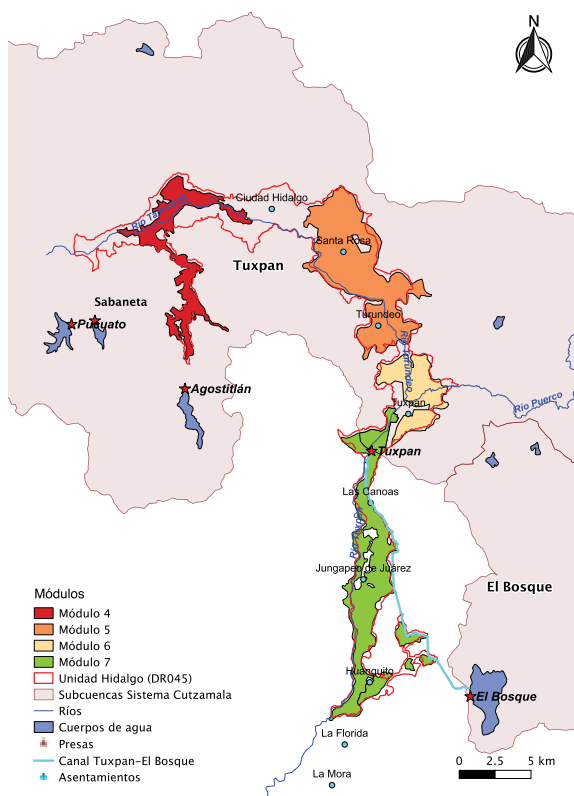 N
Ciudad Hidalgo
Santa Rosa
Tuxpan
Sabaneta
Pucuato
Turundeo
Agostitlán
Tuxpan
Río Puerco
Tuxpan
Las Canoas
Jungapeo de Juárez
El Bosque
Huanguito
El Bosque
La Florida
La Mora
Módulos
Módulo 4
Módulo 5
Módulo 6
Módulo 7
Unidad Hidalgo (DR045)
Subcuencas Sistema Cutzamala
Ríos
Cuerpos de agua
Presas
Canal Tuxpan-El Bosque
Asentamientos
0 2.5 5 km